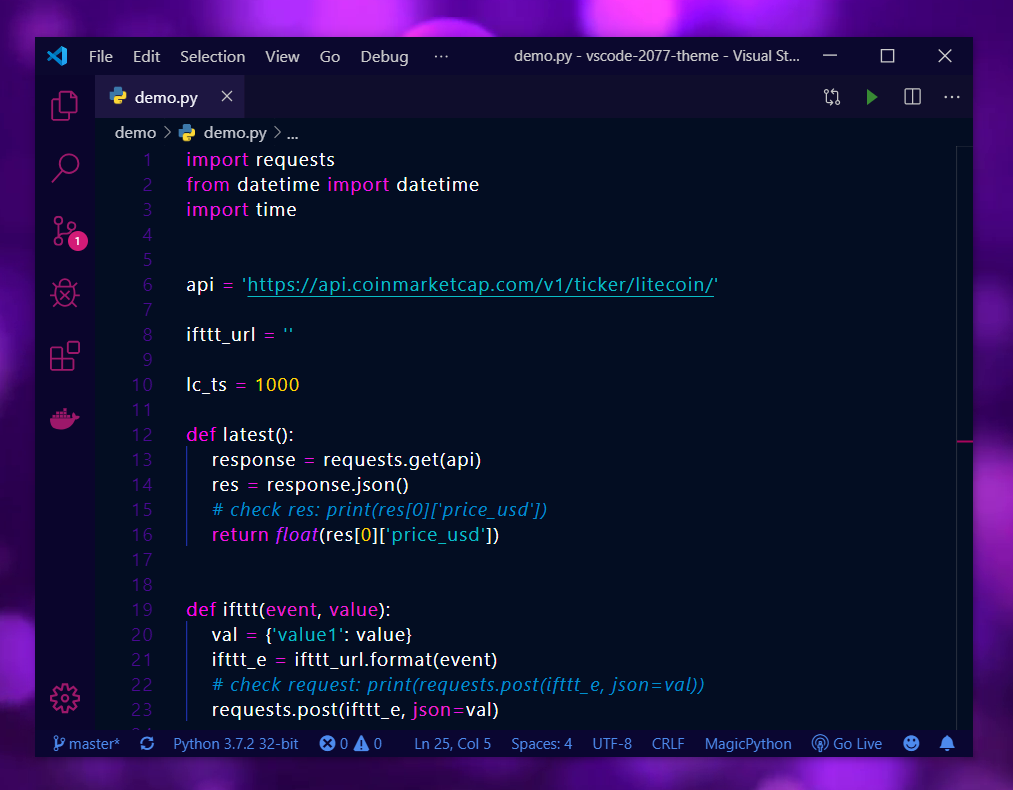 File Edit Selection View Go Debug ··· demo.py - vscode-2077-theme - Visual St...
demo.py
demo > demo.py > ...
1 import requests
2 from datetime import datetime
3 import time
4
5
6 api = 'https://api.coinmarketcap.com/v1/ticker/litecoin/'
7
8 ifttt_url = ''
9
10 lc_ts = 1000
11
12 def latest():
13 response = requests.get(api)
14 res = response.json()
15 # check res: print(res[0]['price_usd'])
16 return float(res[0]['price_usd'])
17
18
19 def ifttt(event, value):
20 val = {'value1': value}
21 ifttt_e = ifttt_url.format(event)
22 # check request: print(requests.post(ifttt_e, json=val))
23 requests.post(ifttt_e, json=val)
1
master* Python 3.7.2 32-bit 0 0 Ln 25, Col 5 Spaces: 4 UTF-8 CRLF MagicPython Go Live